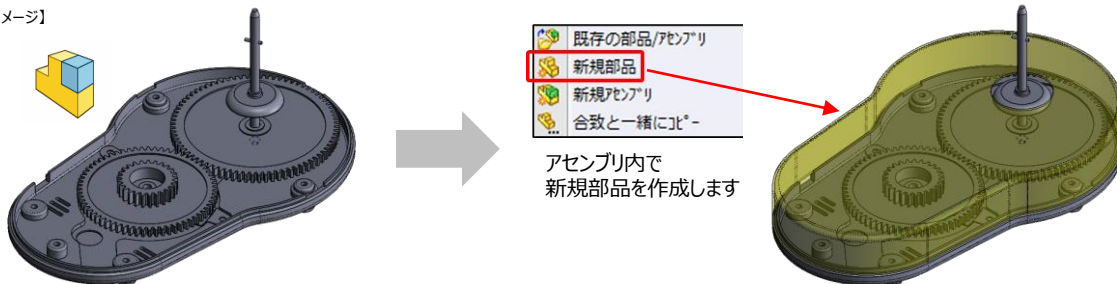 メージ】
既存の部品/アセンブリ
新規部品
新規アセンブリ
合致と一緒にコピー
アセンブリ内で
新規部品を作成します